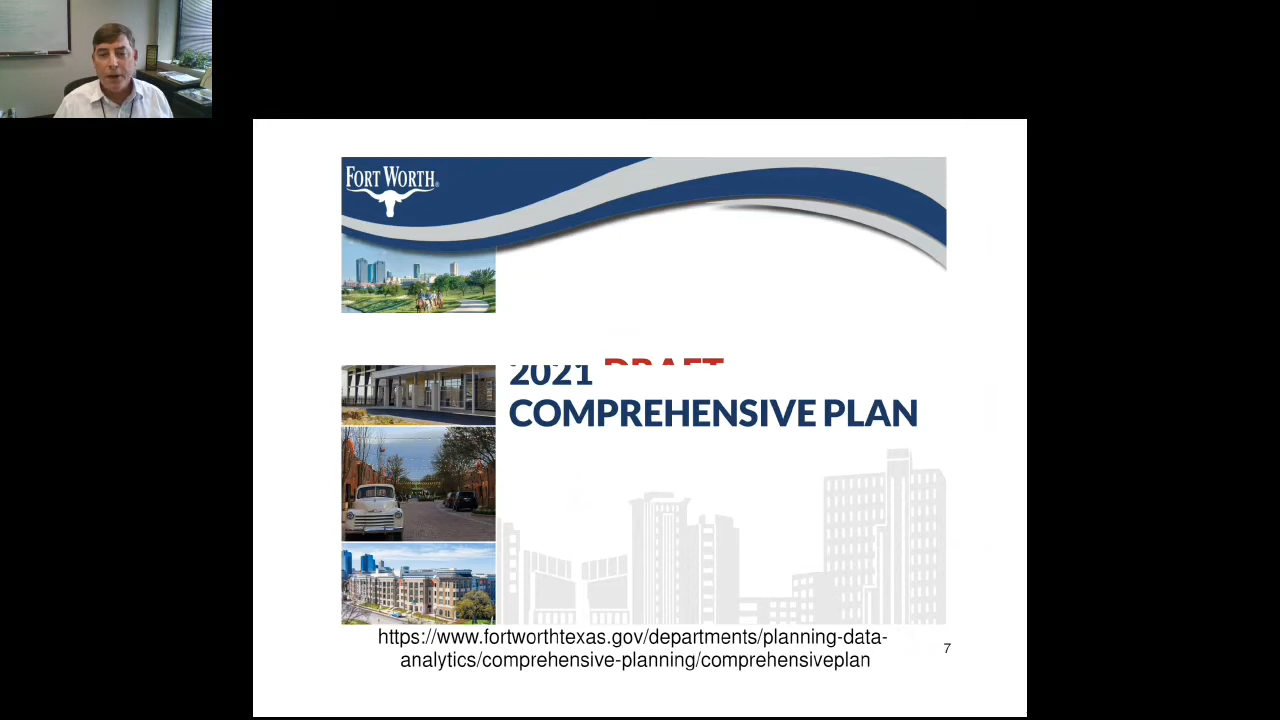 FORT WORTH®
2021 DRAFT
COMPREHENSIVE PLAN
https://www.fortworthtexas.gov/departments/planning-data-
analytics/comprehensive-planning/comprehensiveplan
7